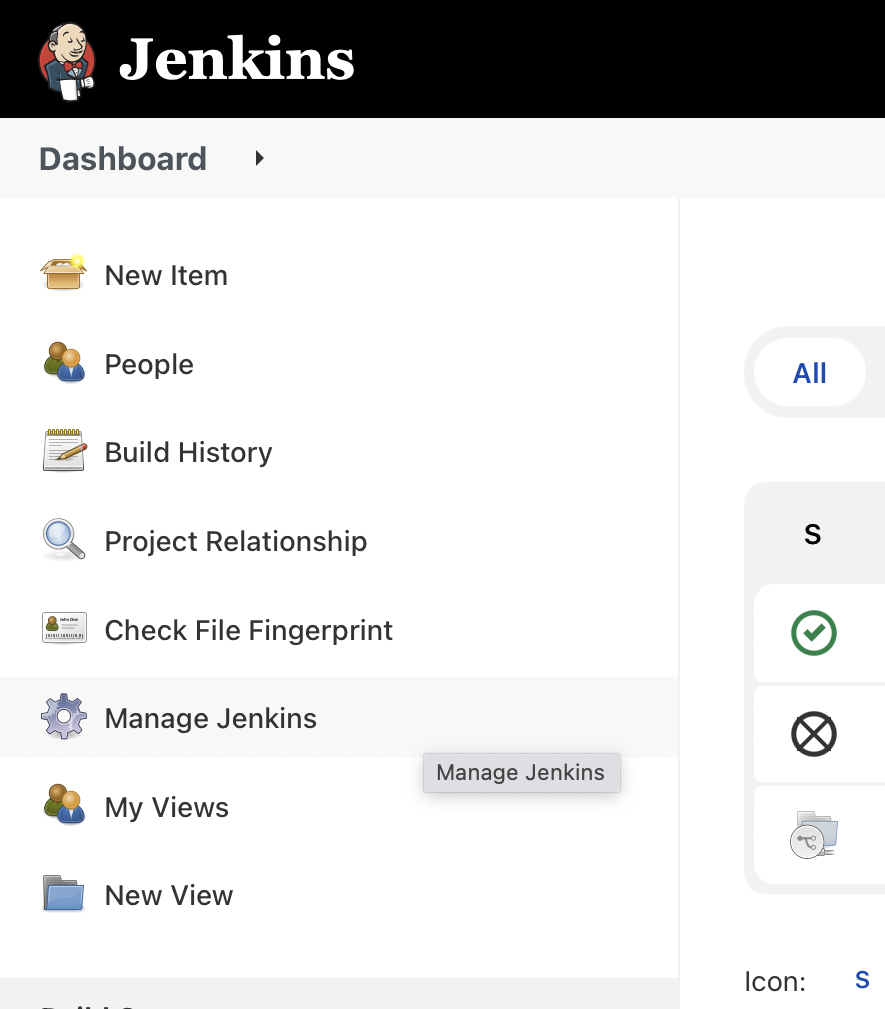 Jenkins
Dashboard
New Item
People
Build History
Project Relationship
Check File Fingerprint
Manage Jenkins
Manage Jenkins
My Views
New View
All
S
Icon: S